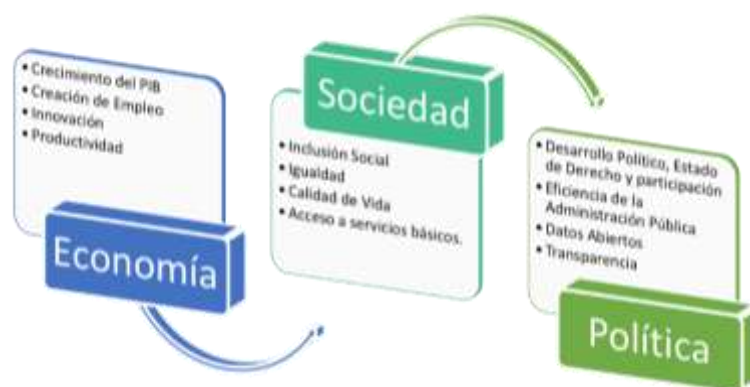 • Crecimiento del PIB
• Creación de Empleo
• Innovación
• Productividad
Economía
Sociedad
• Inclusión Social
• Igualdad
• Calidad de Vida
• Acceso a servicios básicos.
• Desarrollo Político, Estado
de Derecho y participación
• Eficiencia de la
Administración Pública
• Datos Abiertos
• Transparencia
Política